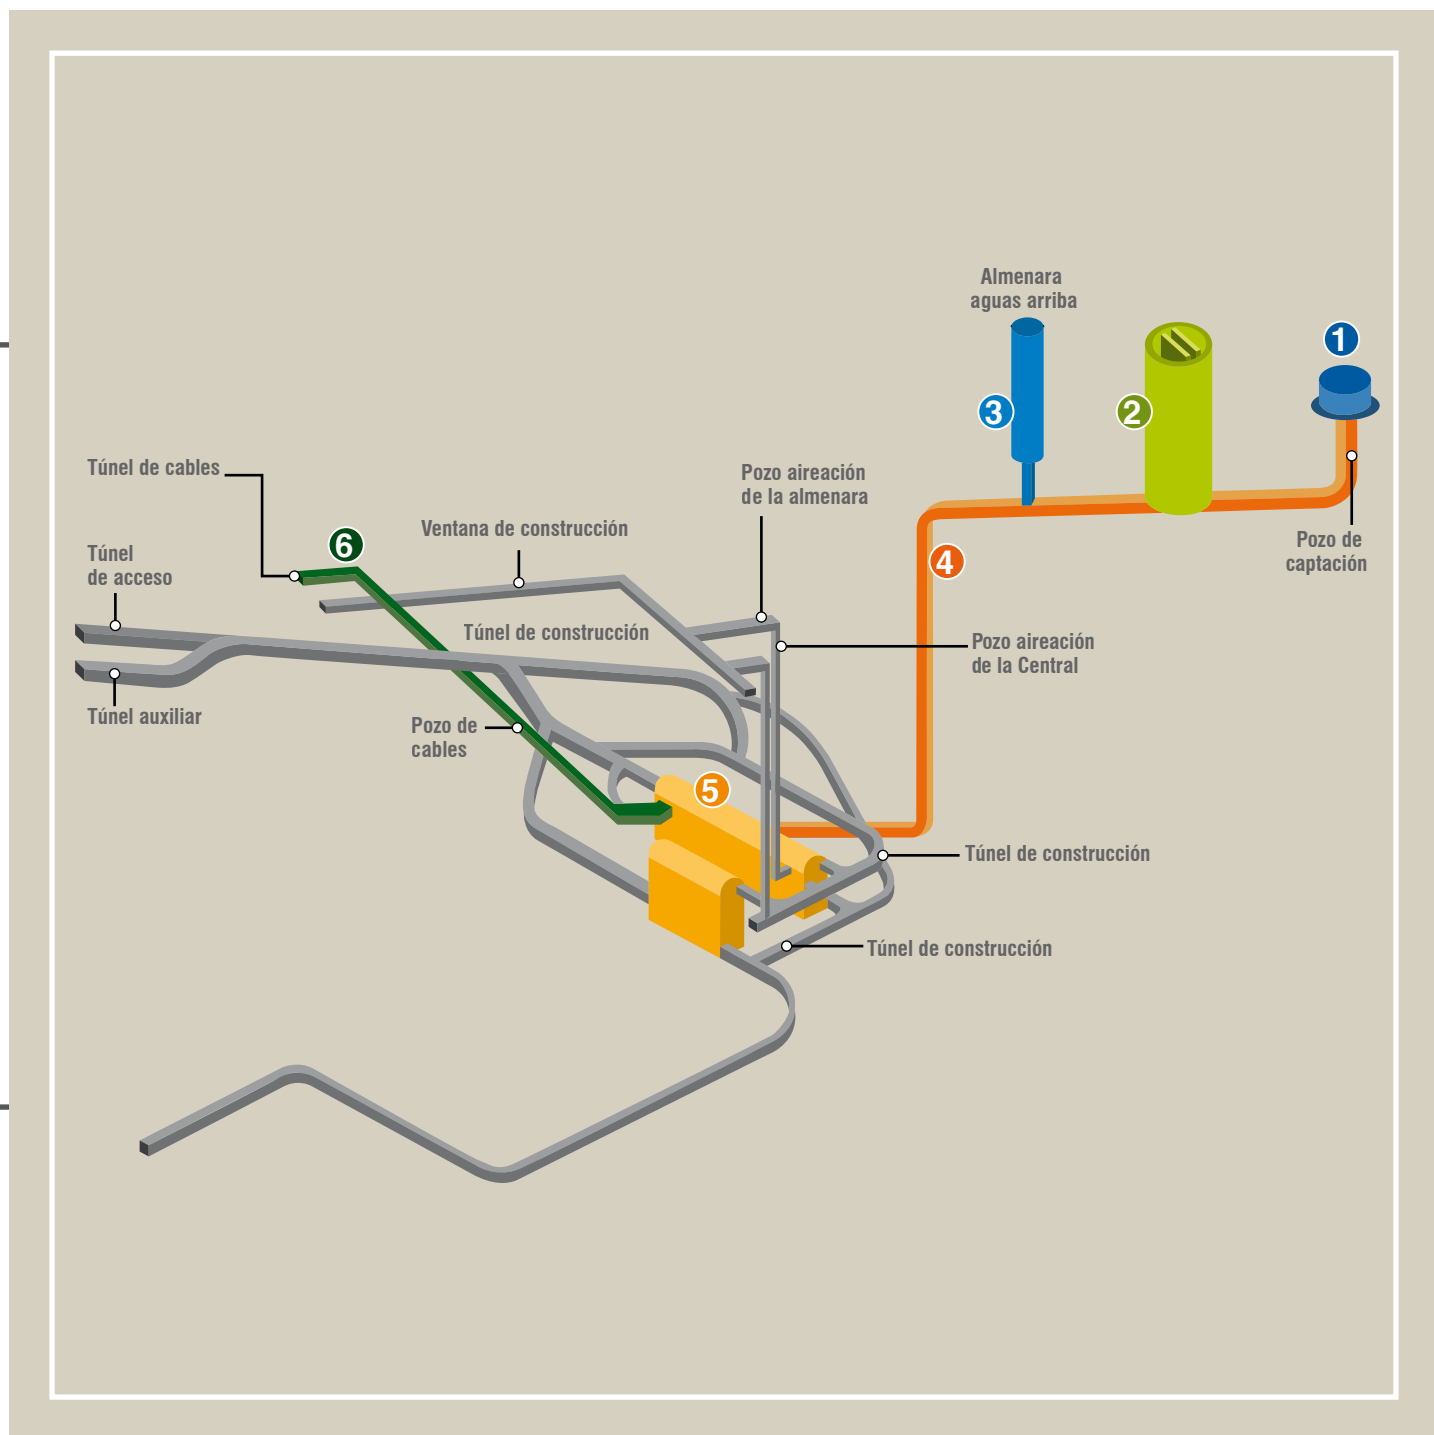 Almenara
aguas arriba
1
3
2
Túnel de cables
Pozo aireación
de la almenara
Ventana de construcción
6
Túnel
de acceso
Pozo de
captación
4
Túnel de construcción
Pozo aireación
de la Central
Túnel auxiliar
Pozo de
cables
5
Túnel de construcción
Túnel de construcción